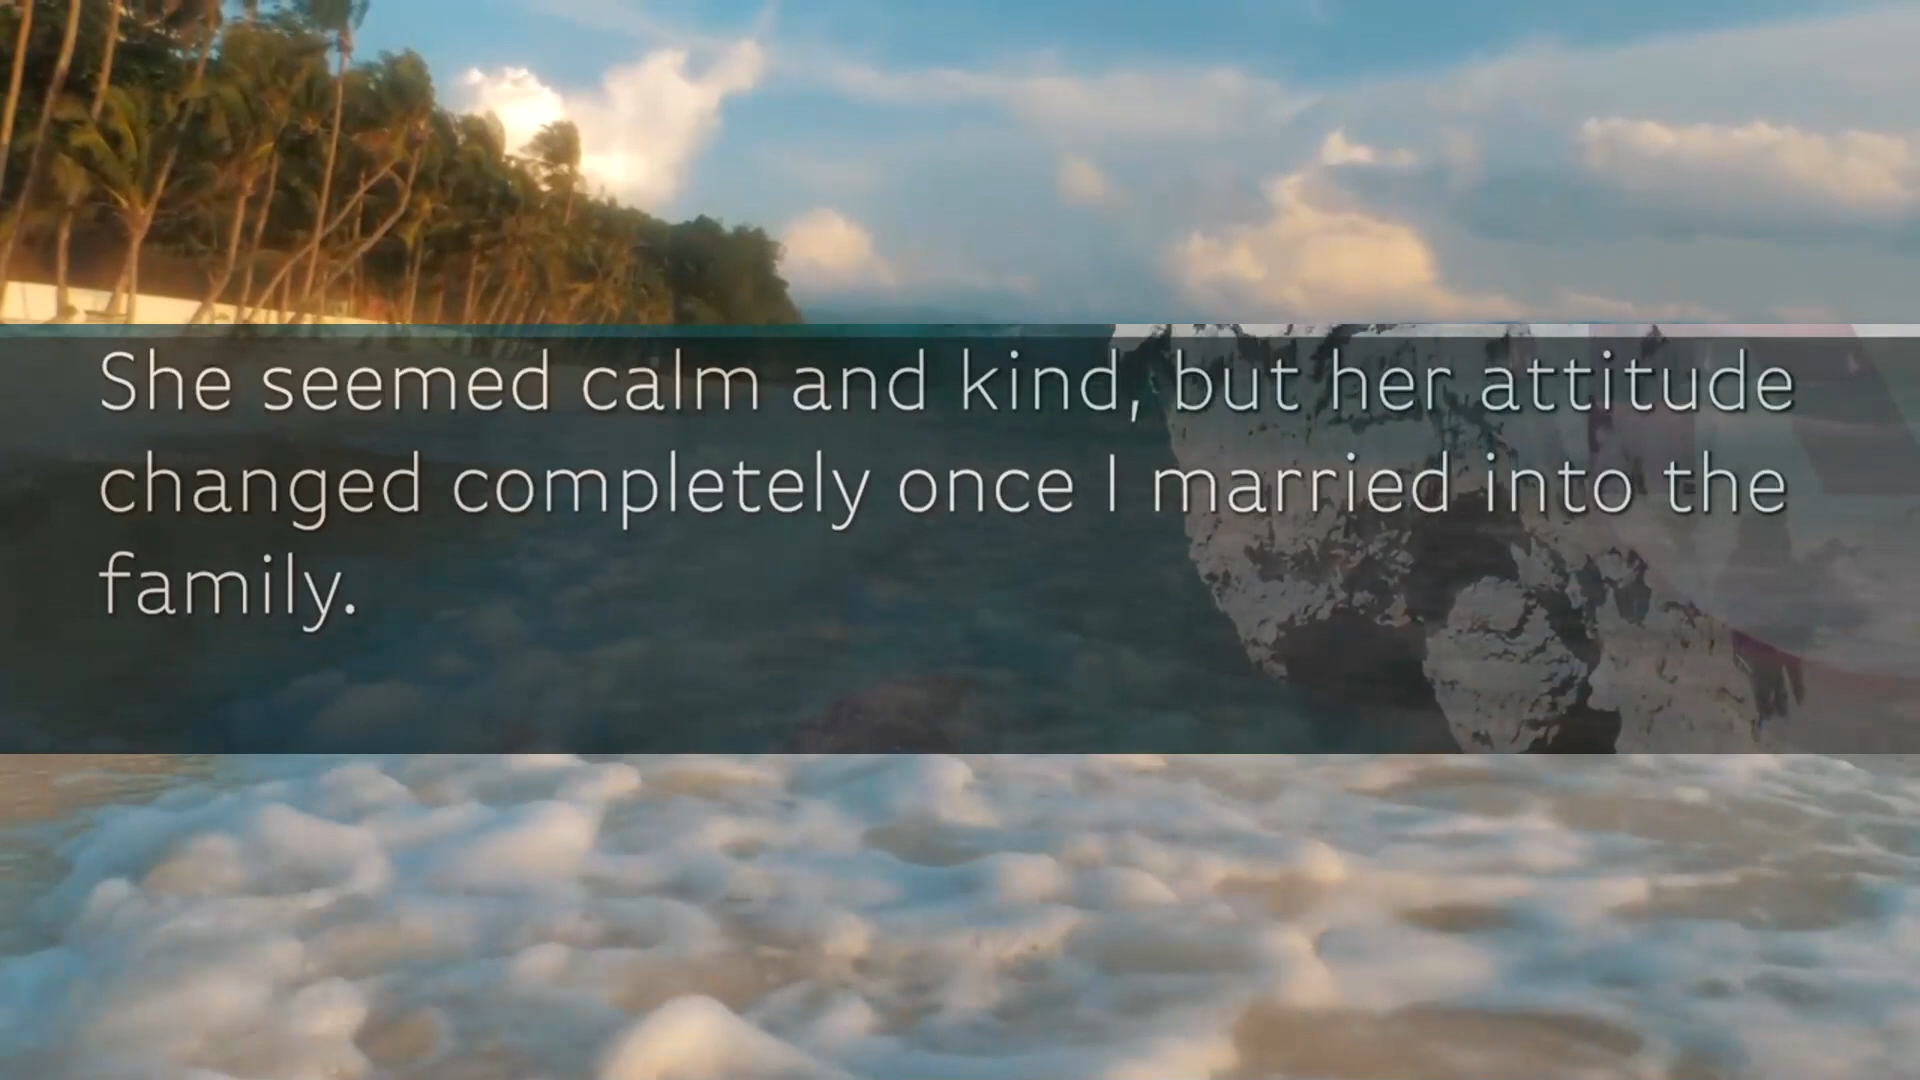 She seemed calm and kind, but her attitude
changed completely once I married into the
family.